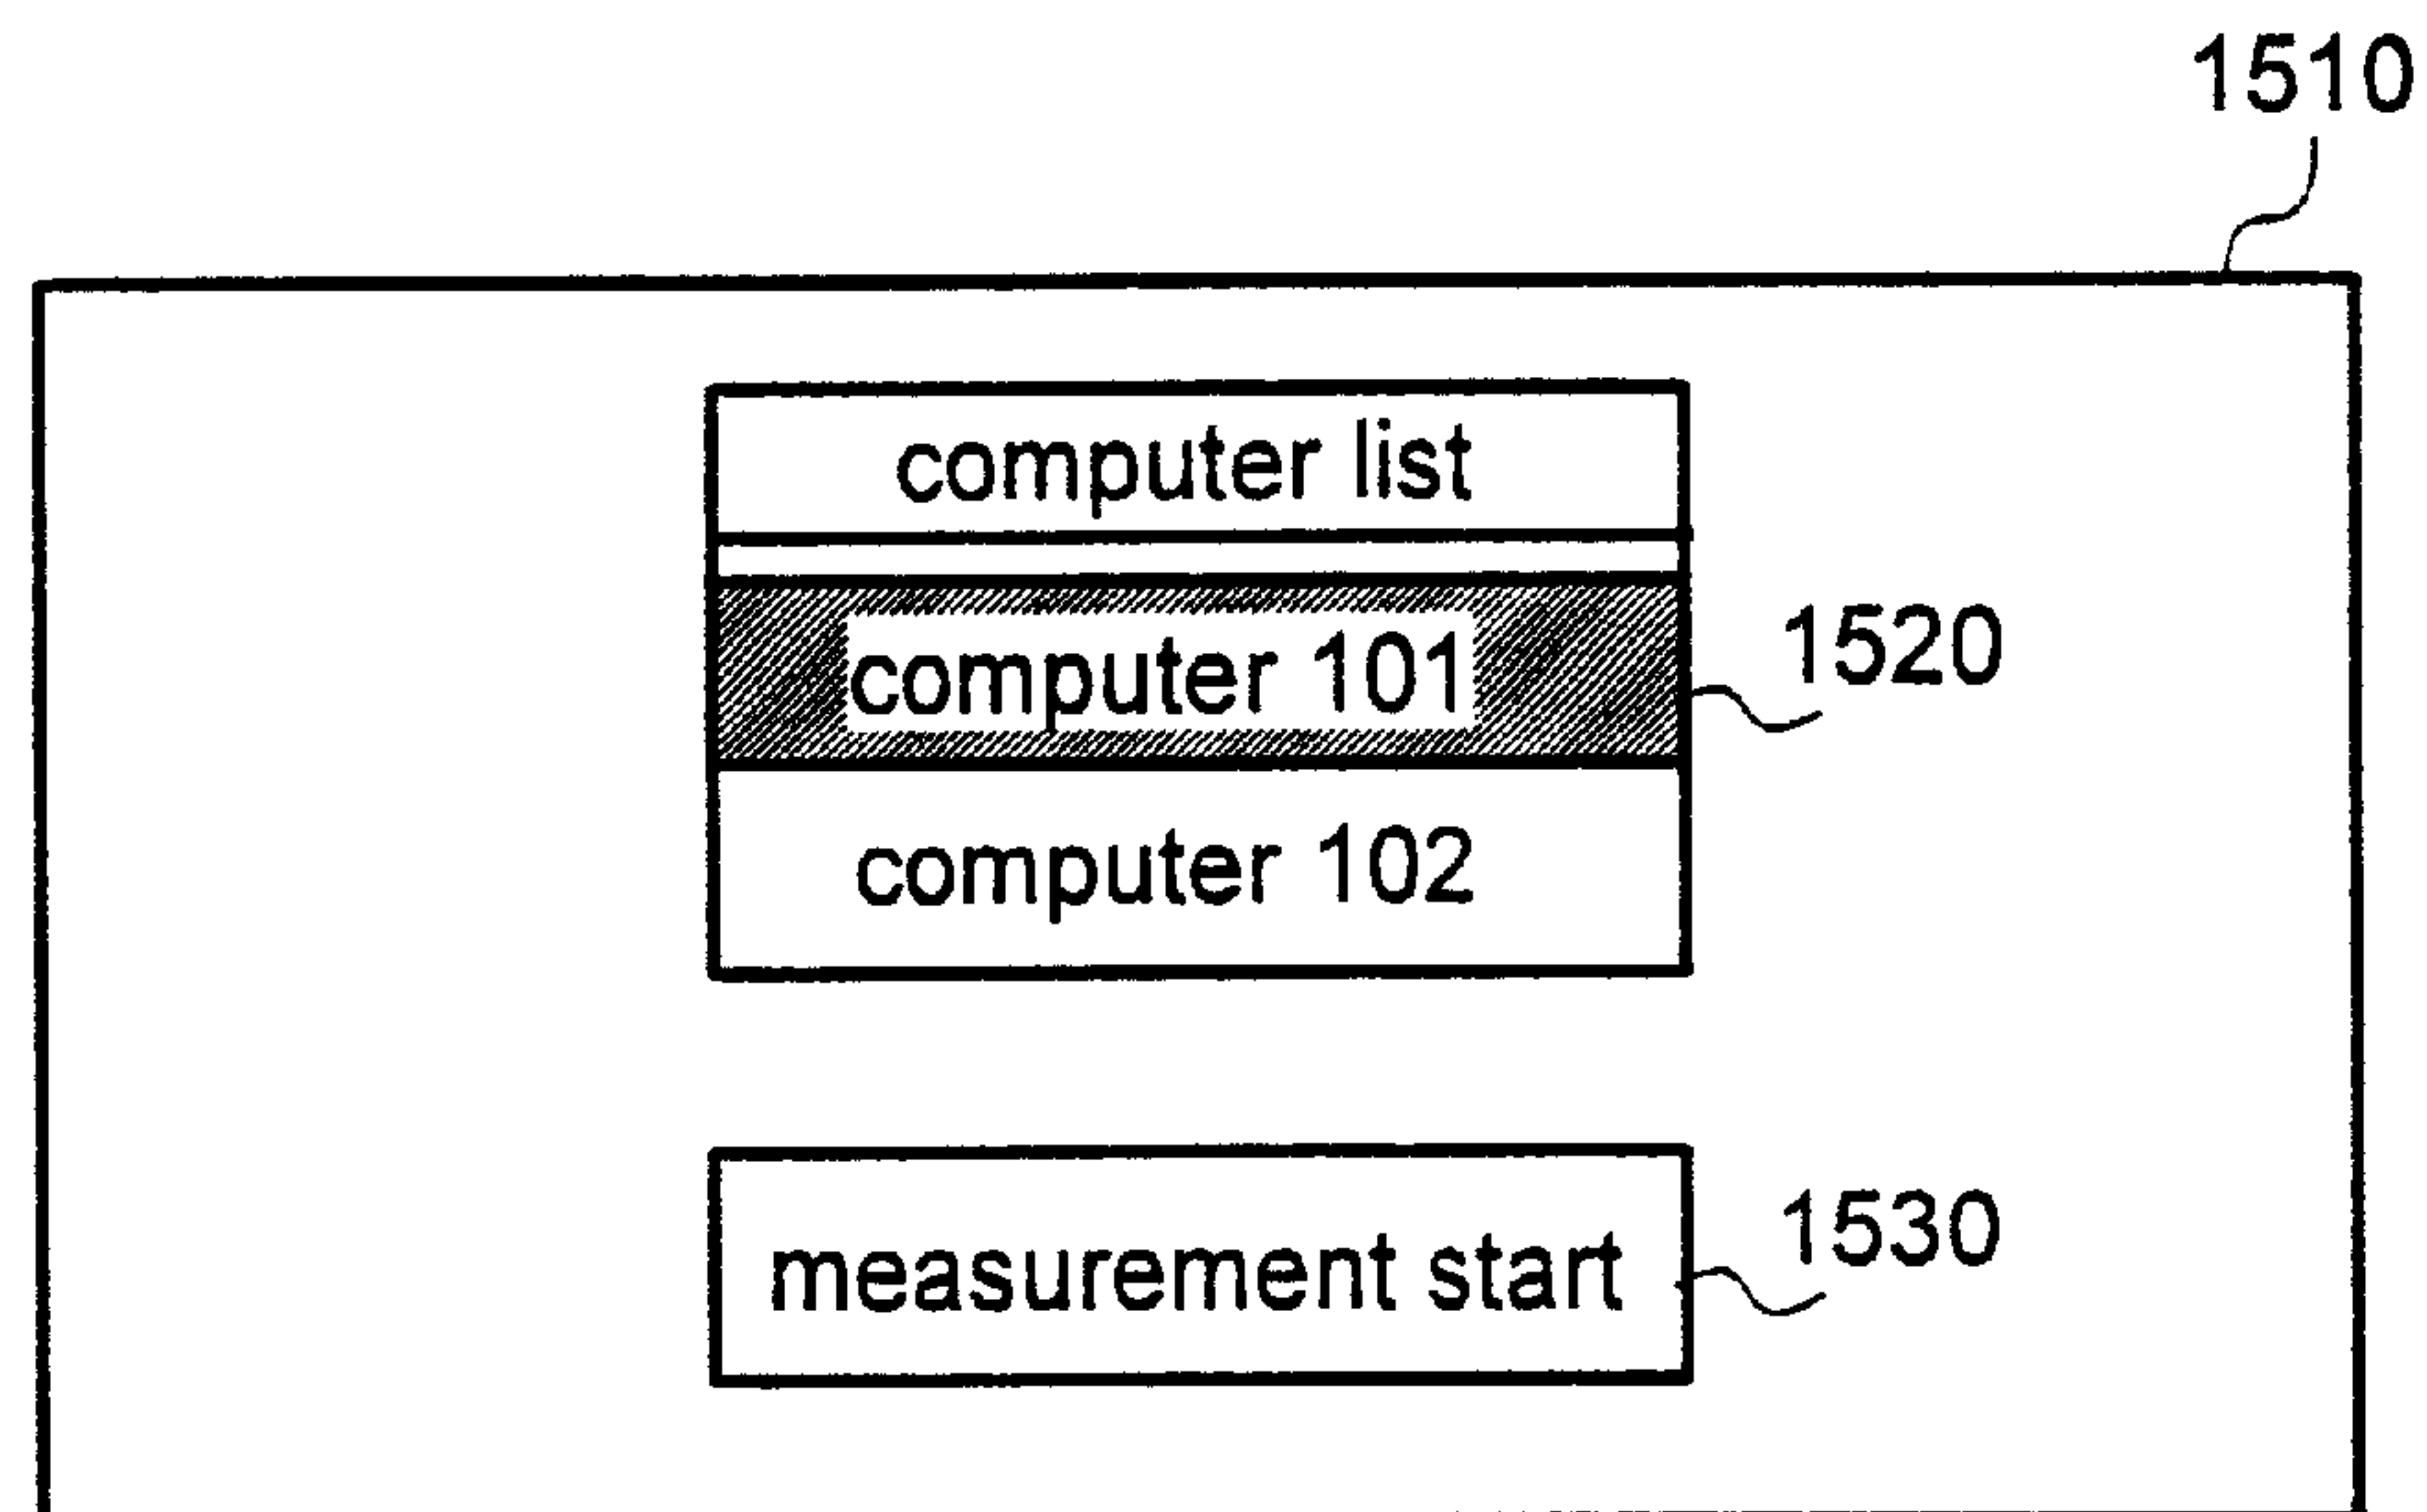 1510
computer list
computer 101
1520
computer 102
measurement start
1530